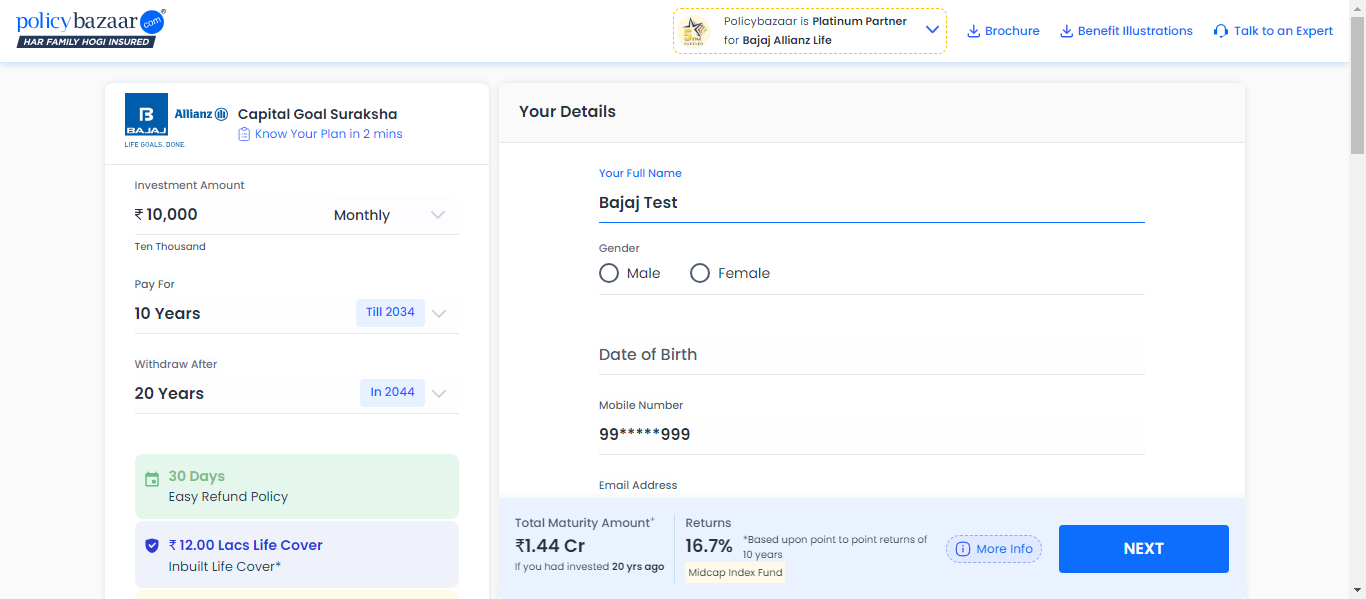 policybazaar.com®
HAR FAMILY HOGI INSURED
Policybazaar is Platinum Partner
for Bajaj Allianz Life
Brochure
Benefit Illustrations
Talk to an Expert
B
BAJAJ
Allianz
LIFE GOALS. DONE.
Capital Goal Suraksha
Know Your Plan in 2 mins
Investment Amount
₹ 10,000 Monthly
Ten Thousand
Pay For
10 Years Till 2034
Withdraw After
20 Years In 2044
30 Days
Easy Refund Policy
₹ 12.00 Lacs Life Cover
Inbuilt Life Cover*
Your Details
Your Full Name
Bajaj Test
Gender
Male Female
Date of Birth
Mobile Number
99*****999
Email Address
Total Maturity Amount+
₹1.44 Cr
If you had invested 20 yrs ago
Returns
16.7% *Based upon point to point returns of
10 years
Midcap Index Fund
More Info
NEXT